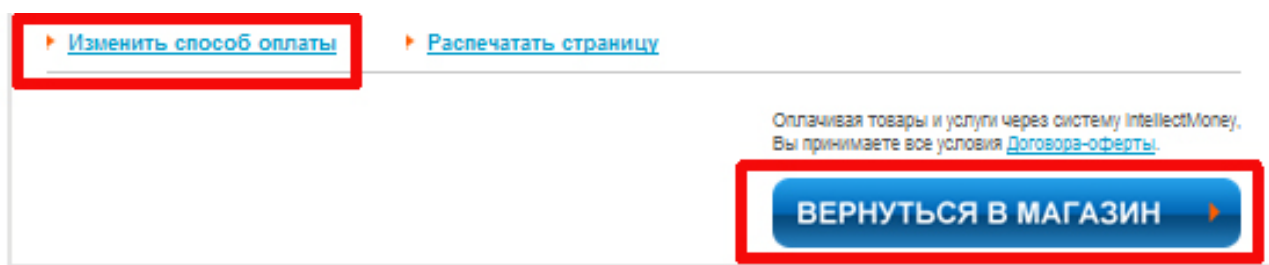 Изменить способ оплаты Распечатать страницу
Оплачивая товары и услуги через систему IntellectMoney,
Вы принимаете все условия Договора-оферты.
ВЕРНУТЬСЯ В МАГАЗИН